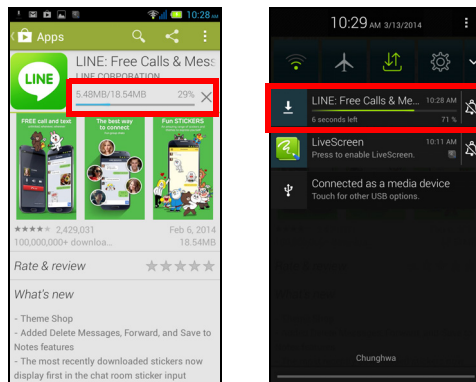 10:28 AM
Apps
LINE: Free Calls & Mess
LINE CORPORATION
5.48MB/18.54MB 29%
LINE
FREE call and text
The best way to connect
Fun STICKERS
2,429,031 Feb 6, 2014
100,000,000+ downloa... 18.54MB
Rate & review
What's new
- Theme Shop
- Added Delete Messages, Forward, and Save to
Notes features
- The most recently downloaded stickers now
display first in the chat room sticker input
10:29 AM 3/13/2014
LINE: Free Calls & Me... 10:28 AM
6 seconds left 71 %
LiveScreen 10:11 AM
Press to enable LiveScreen.
Connected as a media device
Touch for other USB options.
Chunghwa